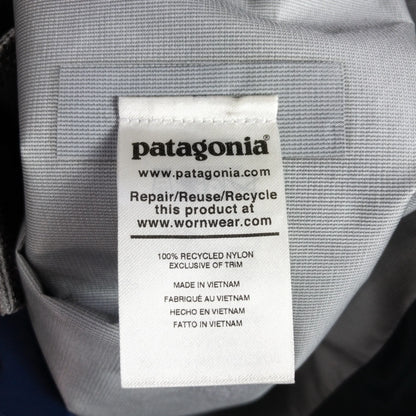 patagonia®
www.patagonia.com
Repair/Reuse/Recycle
this product at
www.wornwear.com
100% RECYCLED NYLON
EXCLUSIVE OF TRIM
MADE IN VIETNAM
FABRIQUÉ AU VIETNAM
HECHO EN VIETNAM
FATTO IN VIETNAM